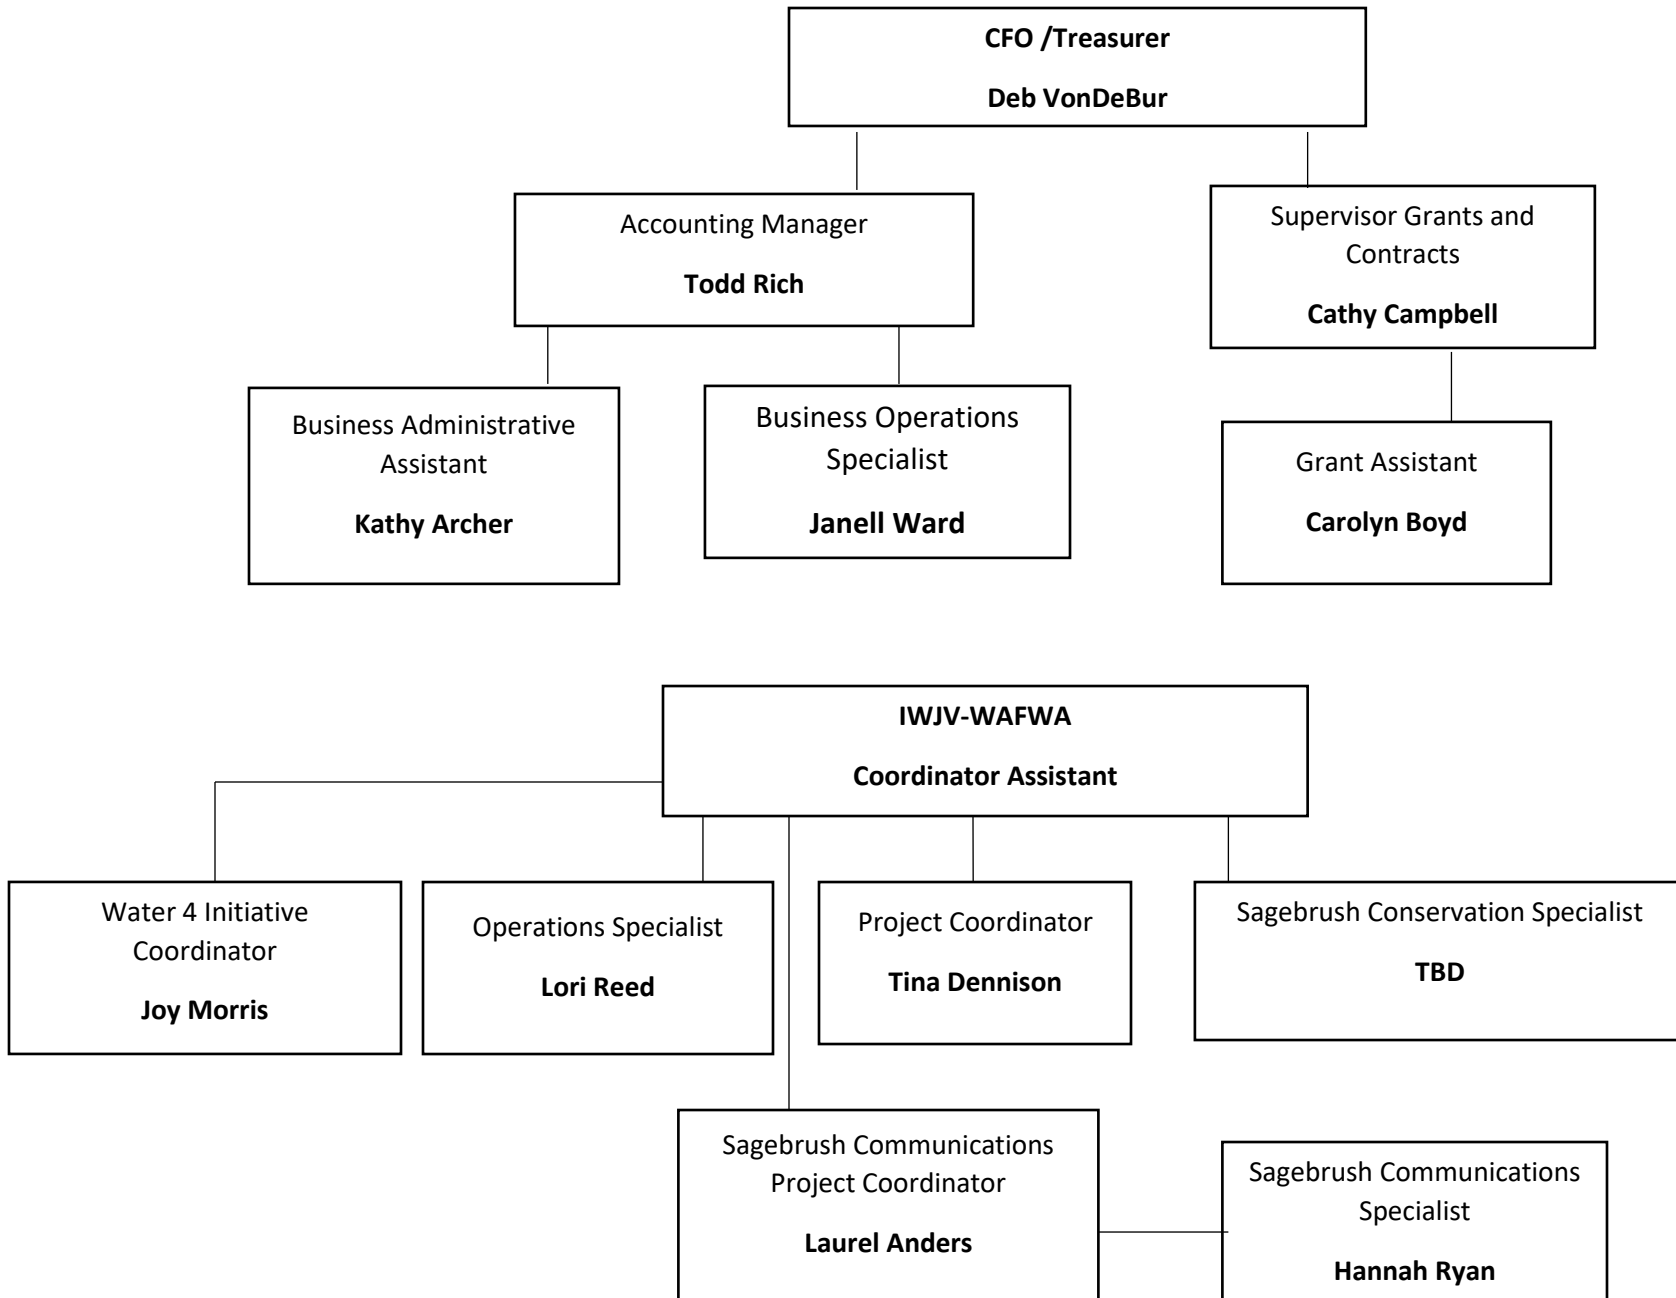 CFO /Treasurer
Deb VonDeBur
Accounting Manager
Todd Rich
Supervisor Grants and
Contracts
Cathy Campbell
Business Administrative
Assistant
Kathy Archer
Business Operations
Specialist
Janell Ward
Grant Assistant
Carolyn Boyd
IWJV-WAFWA
Coordinator Assistant
Water 4 Initiative
Coordinator
Joy Morris
Operations Specialist
Lori Reed
Project Coordinator
Tina Dennison
Sagebrush Conservation Specialist
TBD
Sagebrush Communications
Project Coordinator
Laurel Anders
Sagebrush Communications
Specialist
Hannah Ryan